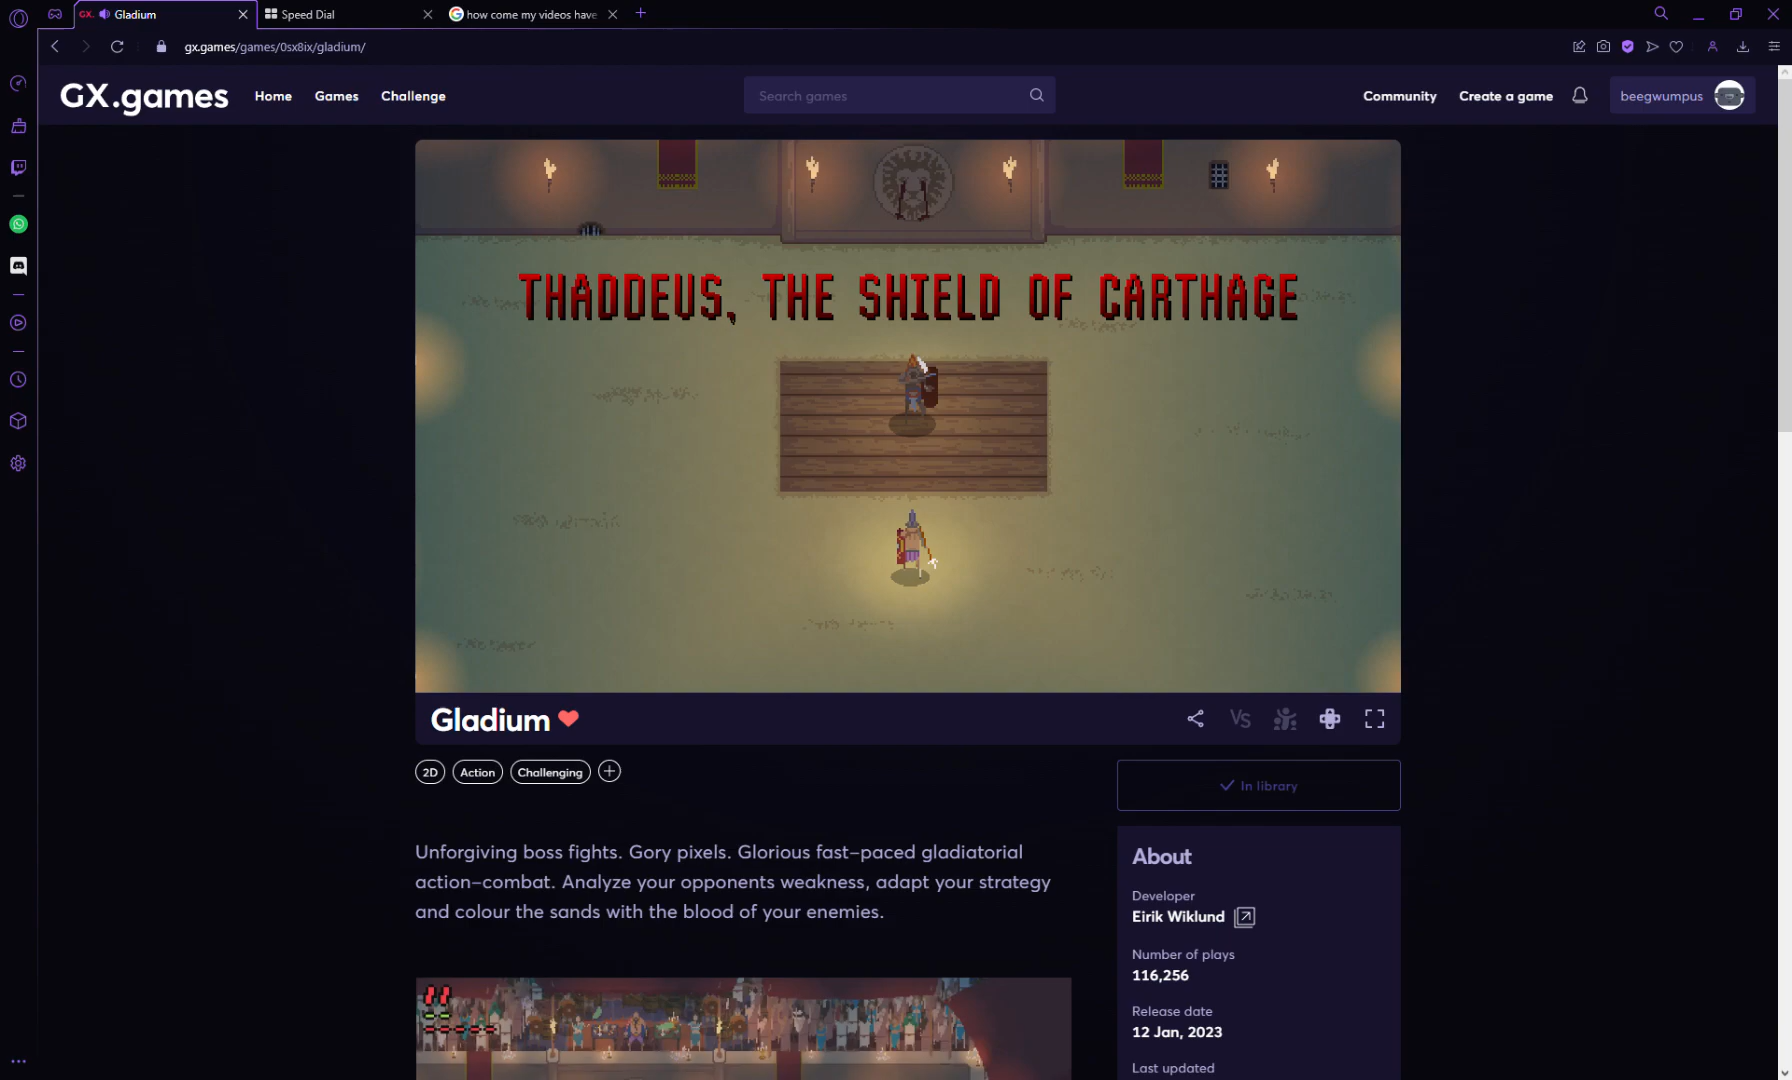 GX. Gladium
Speed Dial
how come my videos have
gx.games/games/0sx8ix/gladium/
GX.games
Home
Games
Challenge
Search games
Community
Create a game
beegwumpus
THADDEUS, THE SHIELD OF CARTHAGE
Gladium
VS
2D
Action
Challenging
In library
Unforgiving boss fights. Gory pixels. Glorious fast-paced gladiatorial
action-combat. Analyze your opponents weakness, adapt your strategy
and colour the sands with the blood of your enemies.
About
Developer
Eirik Wiklund
Number of plays
116,256
Release date
12 Jan, 2023
Last updated